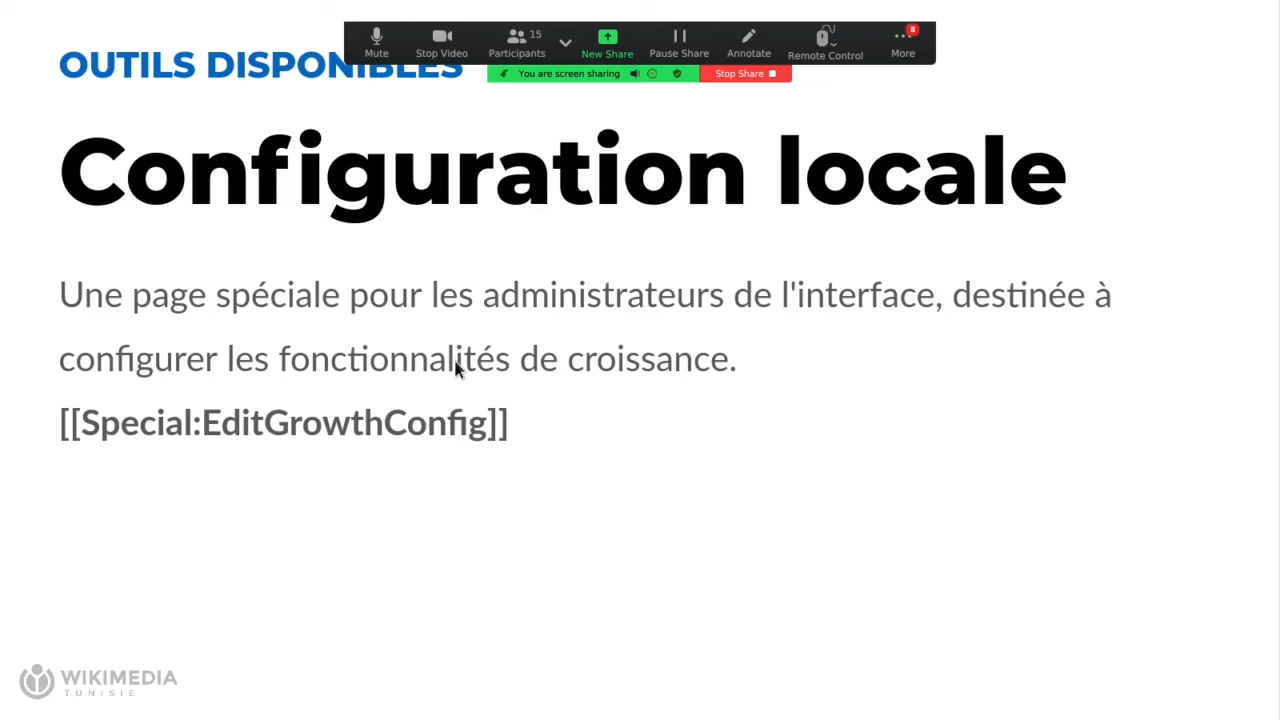 OUTILS DISPONIBLES
Mute
Stop Video
Participants
15
New Share
Pause Share
Annotate
Remote Control
8
More
You are screen sharing
Stop Share
Configuration locale
Une page spéciale pour les administrateurs de l'interface, destinée à
configurer les fonctionnalités de croissance.
[[Special:EditGrowthConfig]]
WIKIMEDIA
TUNISIE